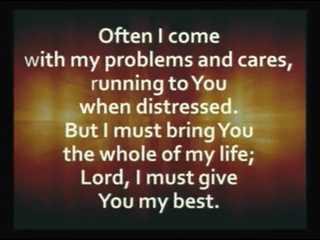 Often I come
with my problems and cares,
running to You
when distressed.
But I must bring You
the whole of my life;
Lord, I must give
You my best.